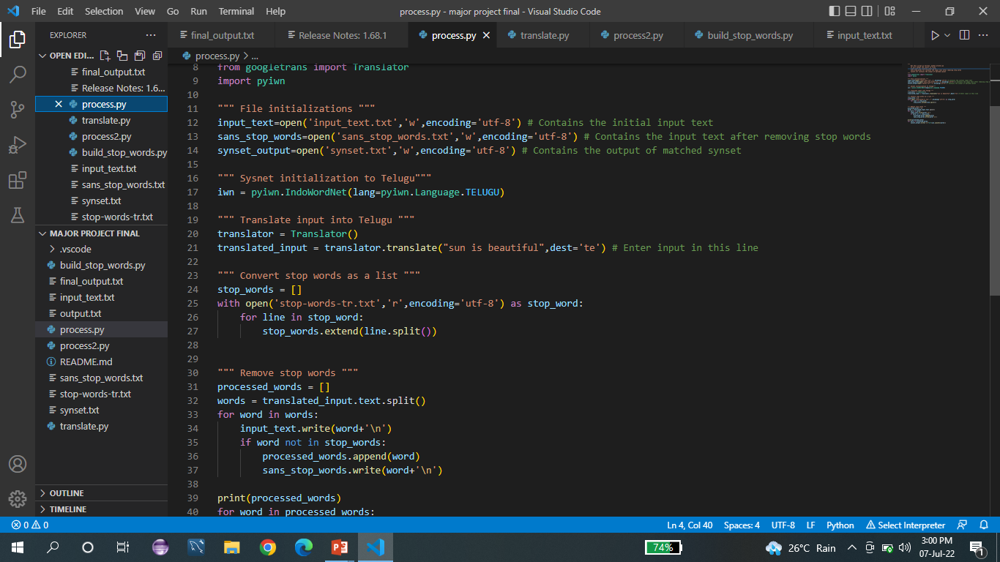 File Edit Selection View Go Run Terminal Help
process.py - major project final - Visual Studio Code
EXPLORER
final_output.txt
Release Notes: 1.68.1
process.py
translate.py
process2.py
build_stop_words.py
input_text.txt
OPEN EDI...
final_output.txt
Release Notes: 1.6...
process.py
translate.py
process2.py
build_stop_words.py
input_text.txt
sans_stop_words.txt
synset.txt
stop-words-tr.txt
MAJOR PROJECT FINAL
.vscode
build_stop_words.py
final_output.txt
input_text.txt
output.txt
process.py
process2.py
README.md
sans_stop_words.txt
stop-words-tr.txt
synset.txt
translate.py
OUTLINE
TIMELINE
process.py > ...
8 from googletrans import Translator
9 import pyiwn
10
11 """ File initializations """
12 input_text=open('input_text.txt','w',encoding='utf-8') # Contains the initial input text
13 sans_stop_words=open('sans_stop_words.txt','w',encoding='utf-8') # Contains the input text after removing stop words
14 synset_output=open('synset.txt','w',encoding='utf-8') # Contains the output of matched synset
15
16 """ Sysnet initialization to Telugu"""
17 iwn = pyiwn.IndoWordNet(lang=pyiwn.Language.TELUGU)
18
19 """ Translate input into Telugu """
20 translator = Translator()
21 translated_input = translator.translate("sun is beautiful",dest='te') # Enter input in this line
22
23 """ Convert stop words as a list """
24 stop_words = []
25 with open('stop-words-tr.txt','r',encoding='utf-8') as stop_word:
26 for line in stop_word:
27 stop_words.extend(line.split())
28
29
30 """ Remove stop words """
31 processed_words = []
32 words = translated_input.text.split()
33 for word in words:
34 input_text.write(word+'\n')
35 if word not in stop_words:
36 processed_words.append(word)
37 sans_stop_words.write(word+'\n')
38
39 print(processed_words)
40 for word in processed_words:
0 0
Ln 4, Col 40 Spaces: 4 UTF-8 LF Python Select Interpreter
74% 26°C Rain
3:00 PM
07-Jul-22
1